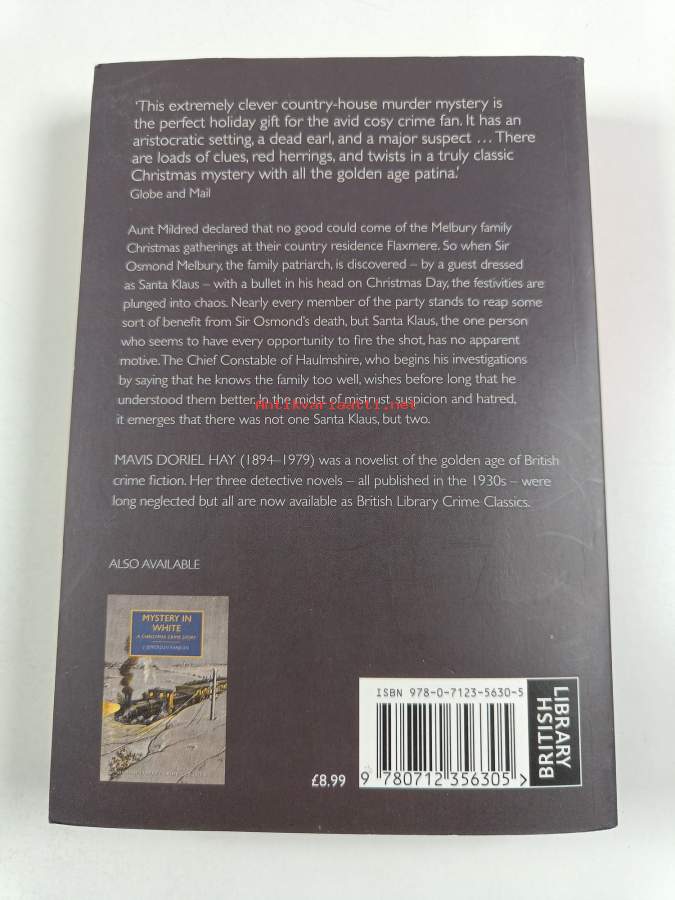 ‘This extremely clever country-house murder mystery is
the perfect holiday gift for the avid cosy crime fan. It has an
aristocratic setting, a dead earl, and a major suspect … There
are loads of clues, red herrings, and twists in a truly classic
Christmas mystery with all the golden age patina.’
Globe and Mail
Aunt Mildred declared that no good could come of the Melbury family
Christmas gatherings at their country residence Flaxmere. So when Sir
Osmond Melbury, the family patriarch, is discovered – by a guest dressed
as Santa Klaus – with a bullet in his head on Christmas Day, the festivities are
plunged into chaos. Nearly every member of the party stands to reap some
sort of benefit from Sir Osmond’s death, but Santa Klaus, the one person
who seems to have every opportunity to fire the shot, has no apparent
motive. The Chief Constable of Haulmshire, who begins his investigations
by saying that he knows the family too well, wishes before long that he
understood them better. In the midst of mistrust, suspicion and hatred,
Antikvariaatti.net
it emerges that there was not one Santa Klaus, but two.
MAVIS DORIEL HAY (1894–1979) was a novelist of the golden age of British
crime fiction. Her three detective novels – all published in the 1930s – were
long neglected but all are now available as British Library Crime Classics.
ALSO AVAILABLE
MYSTERY IN
WHITE
A CHRISTMAS CRIME STORY
J JEFFERSON FARJEON
£8.99
ISBN 978-0-7123-5630-5
9 780712 356305 >
BRITISH
LIBRARY